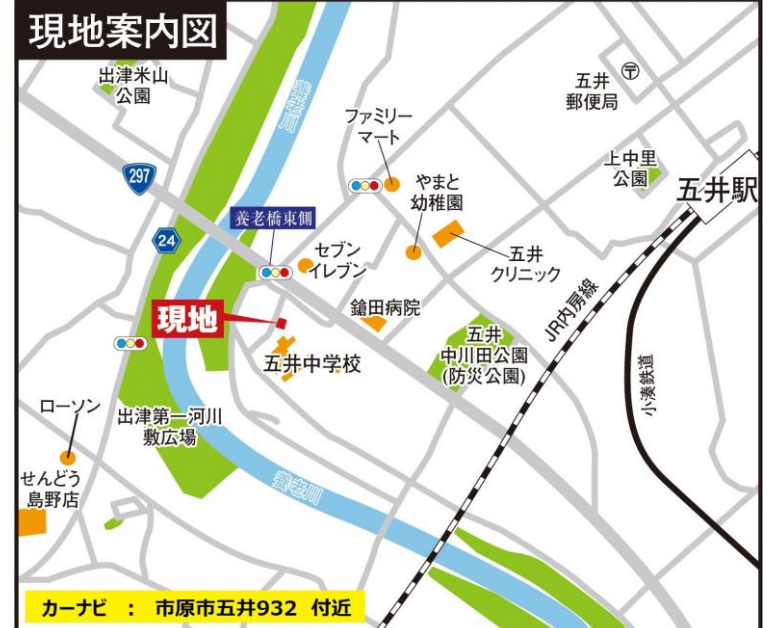 現地案内図
出津米山
公園
養老川
五井
郵便局
〒
ファミリー
マート
上中里
公園
五井駅
297
やまと
幼稚園
養老橋東側
24
セブン
イレブン
五井
クリニック
現地
鎗田病院
JR内房線
五井
中川田公園
(防災公園)
五井中学校
小湊鉄道
ローソン
出津第一河川
敷広場
せんどう
島野店
養老川
カーナビ : 市原市五井932 付近